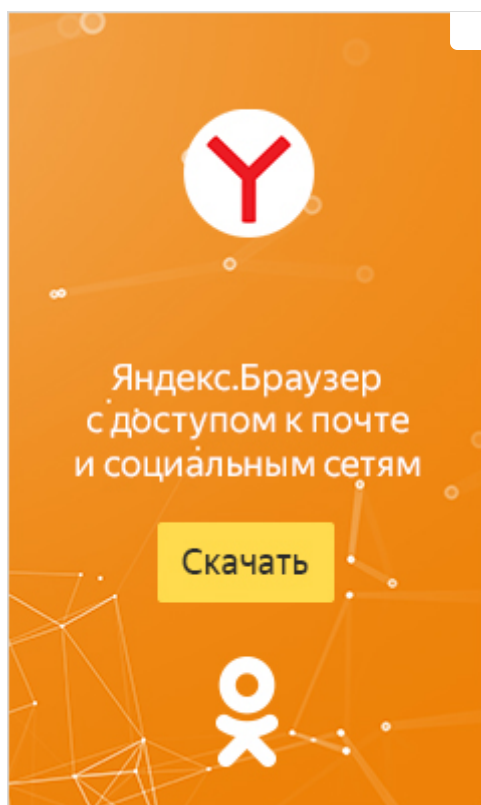 Яндекс.Браузер
с доступом к почте
и социальным сетям
Скачать